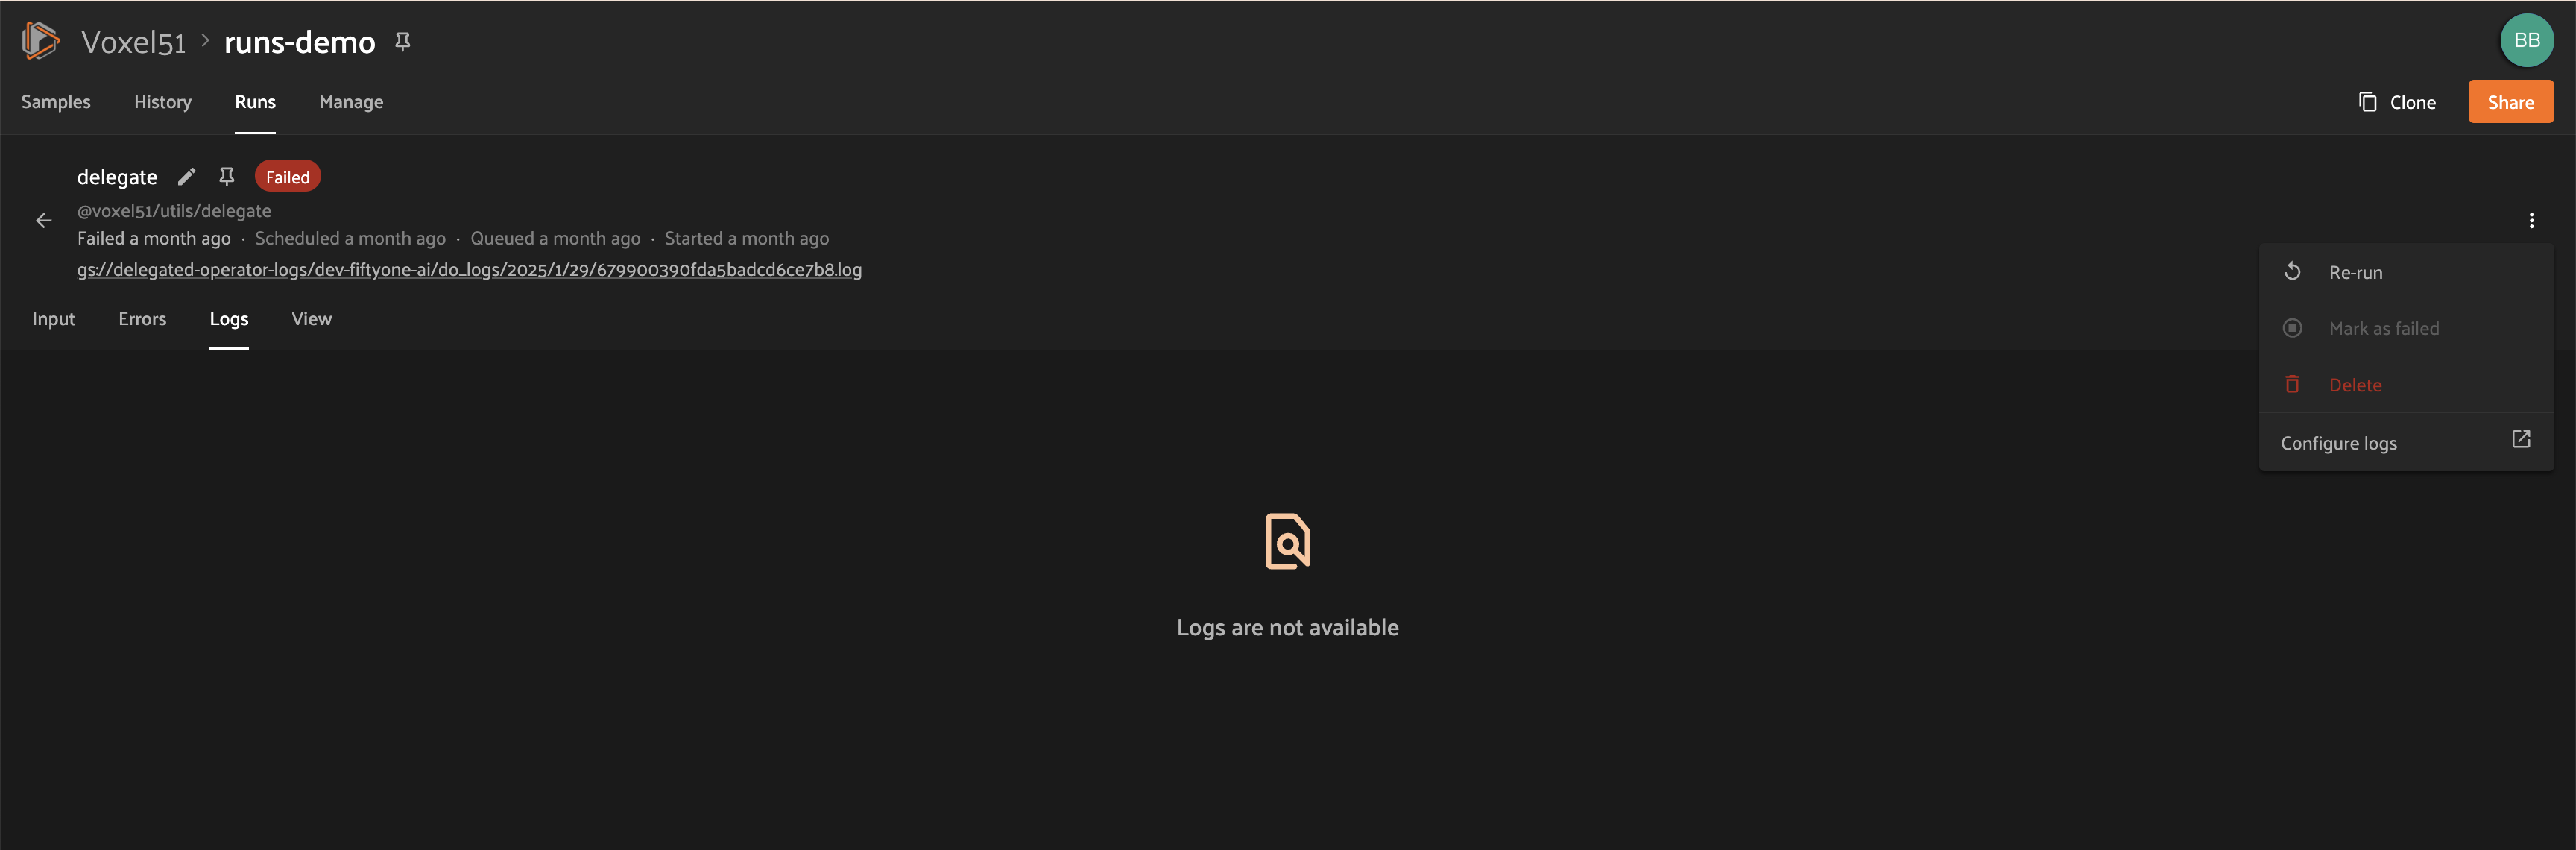 Voxel51 > runs-demo
BB
Samples History Runs Manage
Clone Share
delegate Failed
@voxel51/utils/delegate
Failed a month ago · Scheduled a month ago · Queued a month ago · Started a month ago
gs://delegated-operator-logs/dev-fiftyone-ai/do_logs/2025/1/29/679900390fda5badcd6ce7b8.log
Input Errors Logs View
Re-run
Mark as failed
Delete
Configure logs
Logs are not available